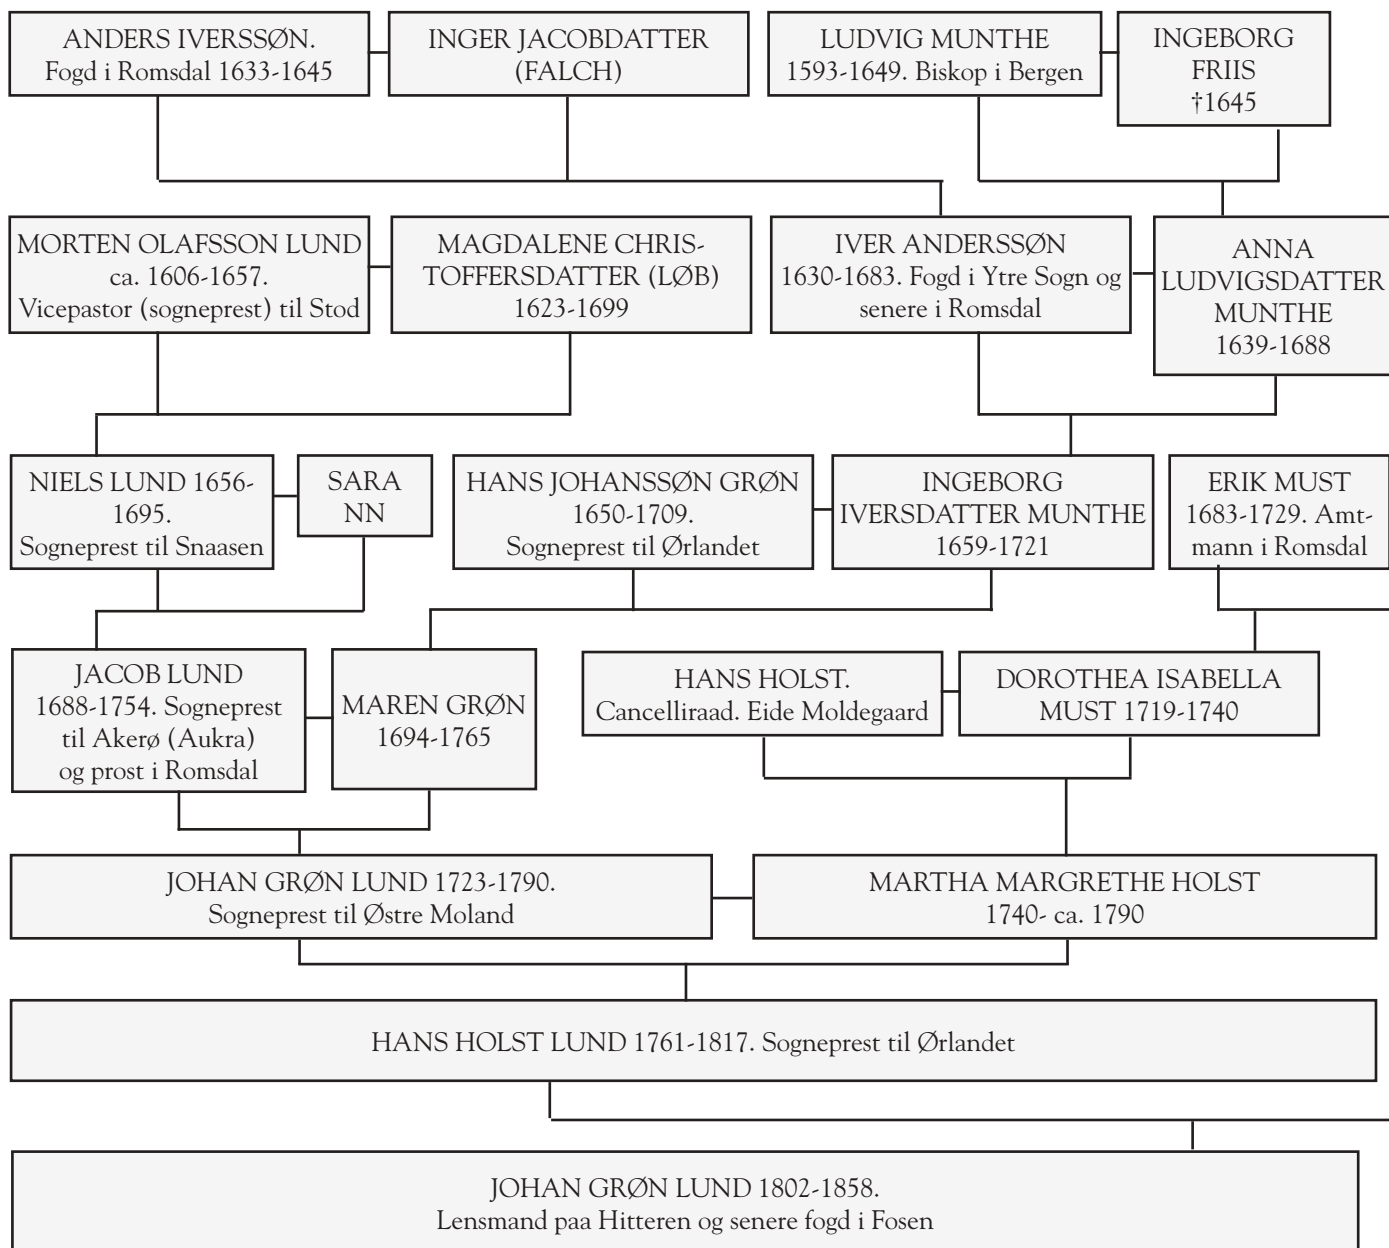 ANDERS IVERSSØN.
Fogd i Romsdal 1633-1645
INGER JACOBDATTER
(FALCH)
LUDVIG MUNTHE
1593-1649. Biskop i Bergen
INGEBORG
FRIIS
†1645
MORTEN OLAFSSON LUND
ca. 1606-1657.
Vicepastor (sogneprest) til Stod
MAGDALENE CHRIS-
TOFFERSDATTER (LØB)
1623-1699
IVER ANDERSSØN
1630-1683. Fogd i Ytre Sogn og
senere i Romsdal
ANNA
LUDVIGSDATTER
MUNTHE
1639-1688
NIELS LUND 1656-
1695.
Sogneprest til Snaasen
SARA
NN
HANS JOHANSSØN GRØN
1650-1709.
Sogneprest til Ørlandet
INGEBORG
IVERSDATTER MUNTHE
1659-1721
ERIK MUST
1683-1729. Amt-
mann i Romsdal
JACOB LUND
1688-1754. Sogneprest
til Akerø (Aukra)
og prost i Romsdal
MAREN GRØN
1694-1765
HANS HOLST.
Cancelliraad. Eide Moldegaard
DOROTHEA ISABELLA
MUST 1719-1740
JOHAN GRØN LUND 1723-1790.
Sogneprest til Østre Moland
MARTHA MARGRETHE HOLST
1740- ca. 1790
HANS HOLST LUND 1761-1817. Sogneprest til Ørlandet
JOHAN GRØN LUND 1802-1858.
Lensmand paa Hitteren og senere fogd i Fosen